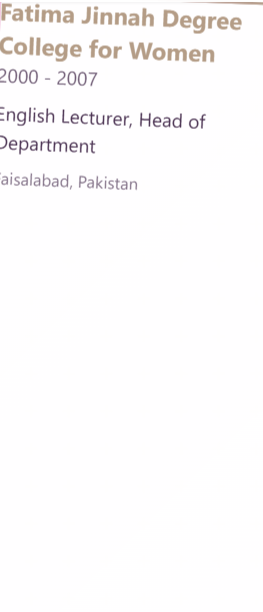 Fatima Jinnah Degree
College for Women
2000 - 2007
English Lecturer, Head of
Department
Faisalabad, Pakistan